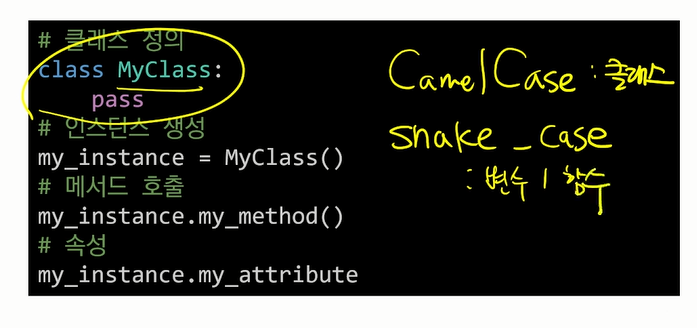 # 클래스 정의
class MyClass:
    pass
# 인스턴스 생성
my_instance = MyClass()
# 메서드 호출
my_instance.my_method()
# 속성
my_instance.my_attribute
CamelCase : 클래스
snake_case
: 변수 / 함수